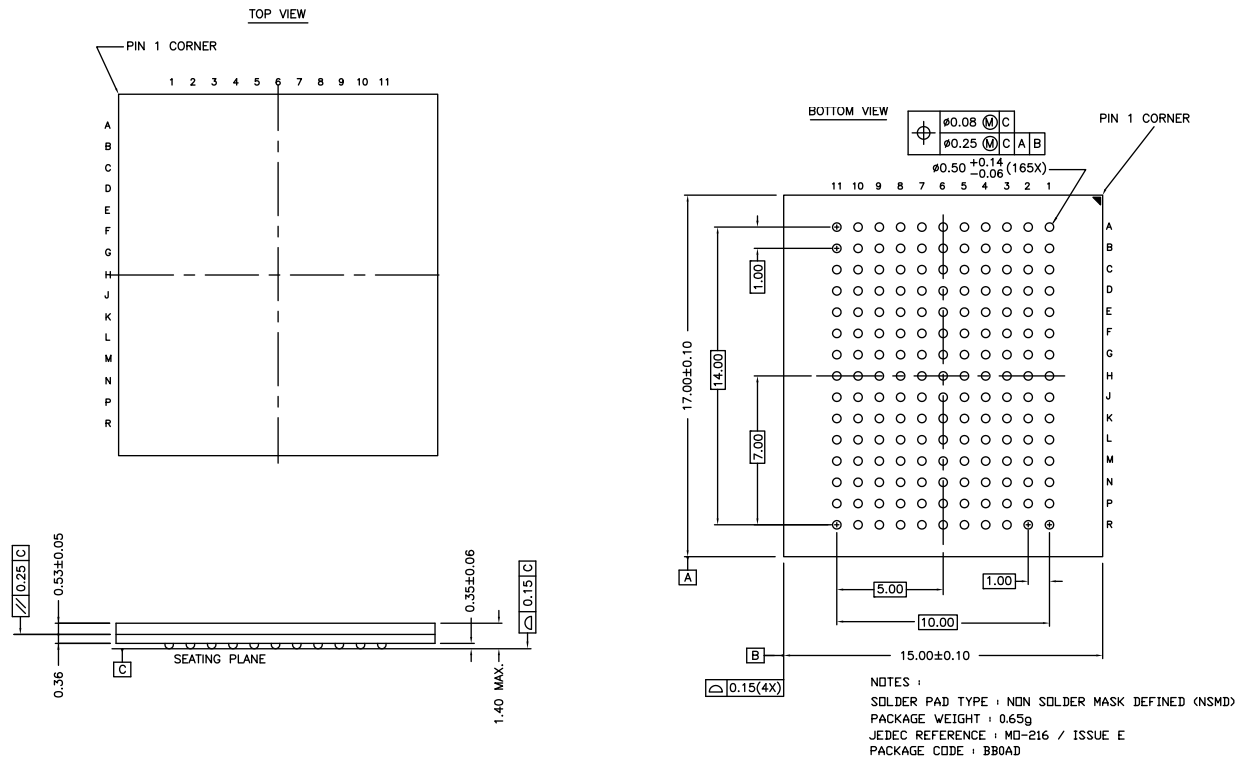 TOP VIEW
PIN 1 CORNER
1 2 3 4 5 6 7 8 9 10 11
A
B
C
D
E
F
G
H
J
K
L
M
N
P
R
BOTTOM VIEW
ø0.08 Ⓜ C
ø0.25 Ⓜ C A B
PIN 1 CORNER
ø0.50 +0.14 -0.06 (165X)
11 10 9 8 7 6 5 4 3 2 1
A
B
C
D
E
F
G
H
J
K
L
M
N
P
R
1.00
14.00
17.00±0.10
7.00
A
5.00
1.00
10.00
B
15.00±0.10
0.15(4X)
// 0.25 C
0.53±0.05
0.36
C
SEATING PLANE
0.35±0.06
0.15 C
1.40 MAX.
NOTES :
SOLDER PAD TYPE : NON SOLDER MASK DEFINED (NSMD)
PACKAGE WEIGHT : 0.65g
JEDEC REFERENCE : MO-216 / ISSUE E
PACKAGE CODE : BB0AD